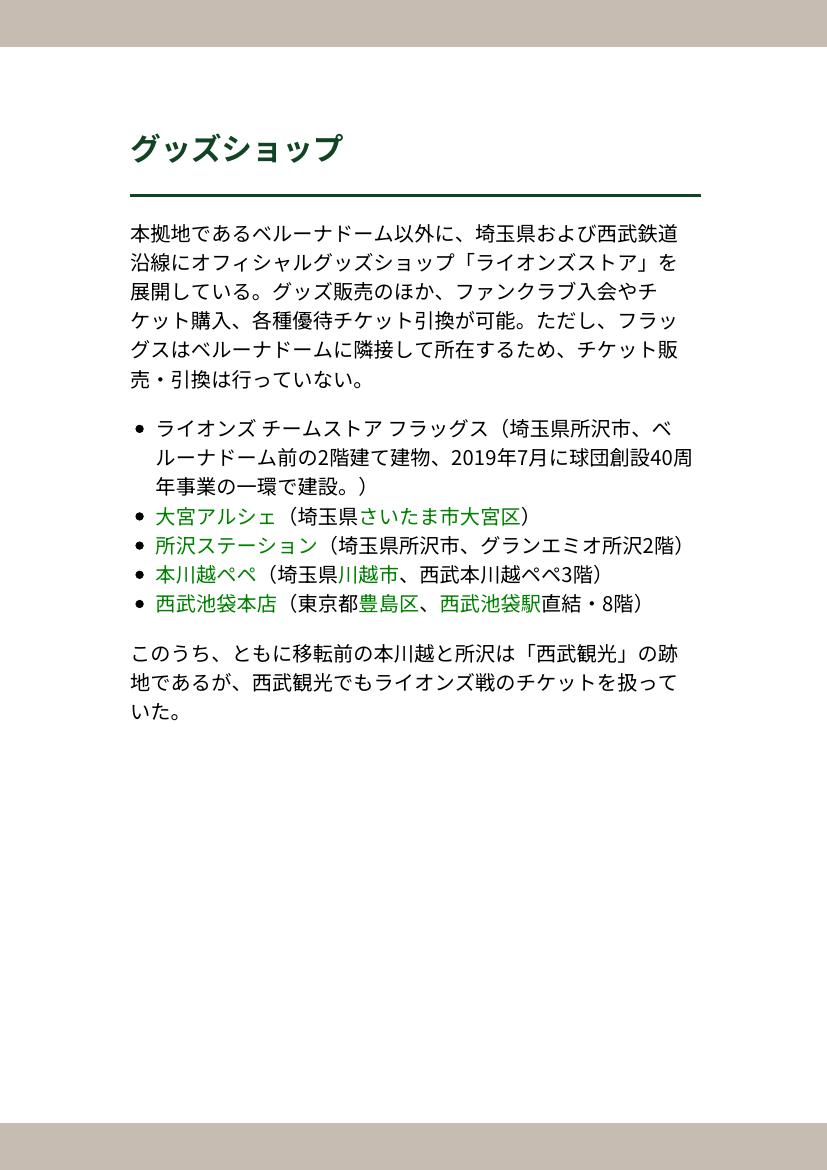 グッズショップ
本拠地であるベルーナドーム以外に、埼玉県および西武鉄道
沿線にオフィシャルグッズショップ「ライオンズストア」を
展開している。グッズ販売のほか、ファンクラブ入会やチ
ケット購入、各種優待チケット引換が可能。ただし、フラッ
グスはベルーナドームに隣接して所在するため、チケット販
売・引換は行っていない。
• ライオンズ チームストア フラッグス（埼玉県所沢市、ベ
ルーナドーム前の2階建て建物、2019年7月に球団創設40周
年事業の一環で建設。）
• 大宮アルシェ（埼玉県さいたま市大宮区）
• 所沢ステーション（埼玉県所沢市、グランエミオ所沢2階）
• 本川越ペペ（埼玉県川越市、西武本川越ペペ3階）
• 西武池袋本店（東京都豊島区、西武池袋駅直結・8階）
このうち、ともに移転前の本川越と所沢は「西武観光」の跡
地であるが、西武観光でもライオンズ戦のチケットを扱って
いた。